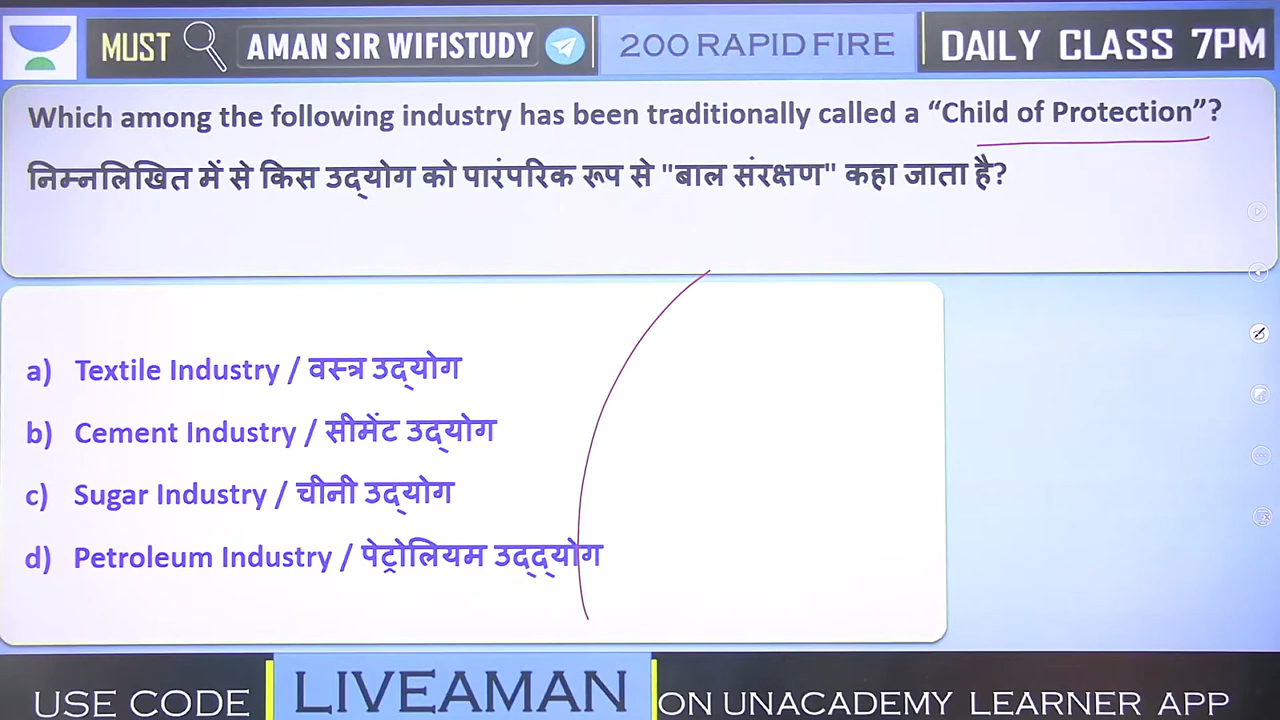 MUST AMAN SIR WIFISTUDY 200 RAPID FIRE DAILY CLASS 7PM
Which among the following industry has been traditionally called a “Child of Protection”?
निम्नलिखित में से किस उद्योग को पारंपरिक रूप से "बाल संरक्षण" कहा जाता है?
a) Textile Industry / वस्त्र उद्योग
b) Cement Industry / सीमेंट उद्योग
c) Sugar Industry / चीनी उद्योग
d) Petroleum Industry / पेट्रोलियम उद्द्योग
USE CODE LIVEAMAN ON UNACADEMY LEARNER APP